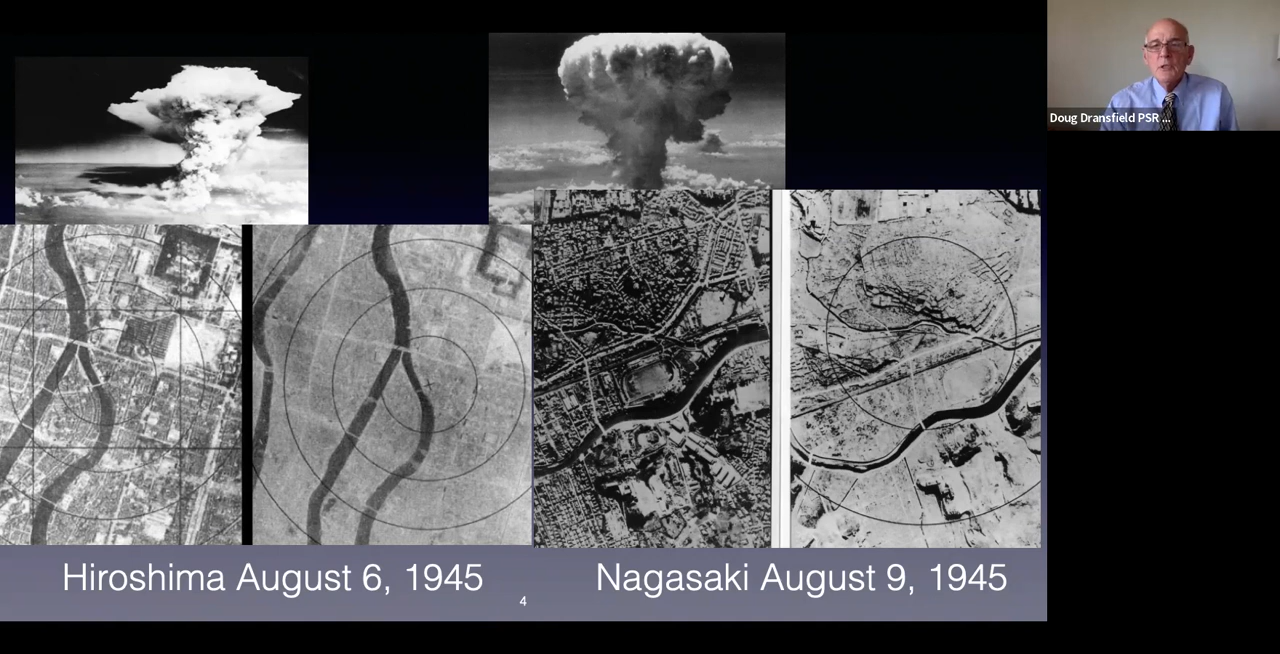 Doug Dransfield PSR ...
Hiroshima August 6, 1945
Nagasaki August 9, 1945
4